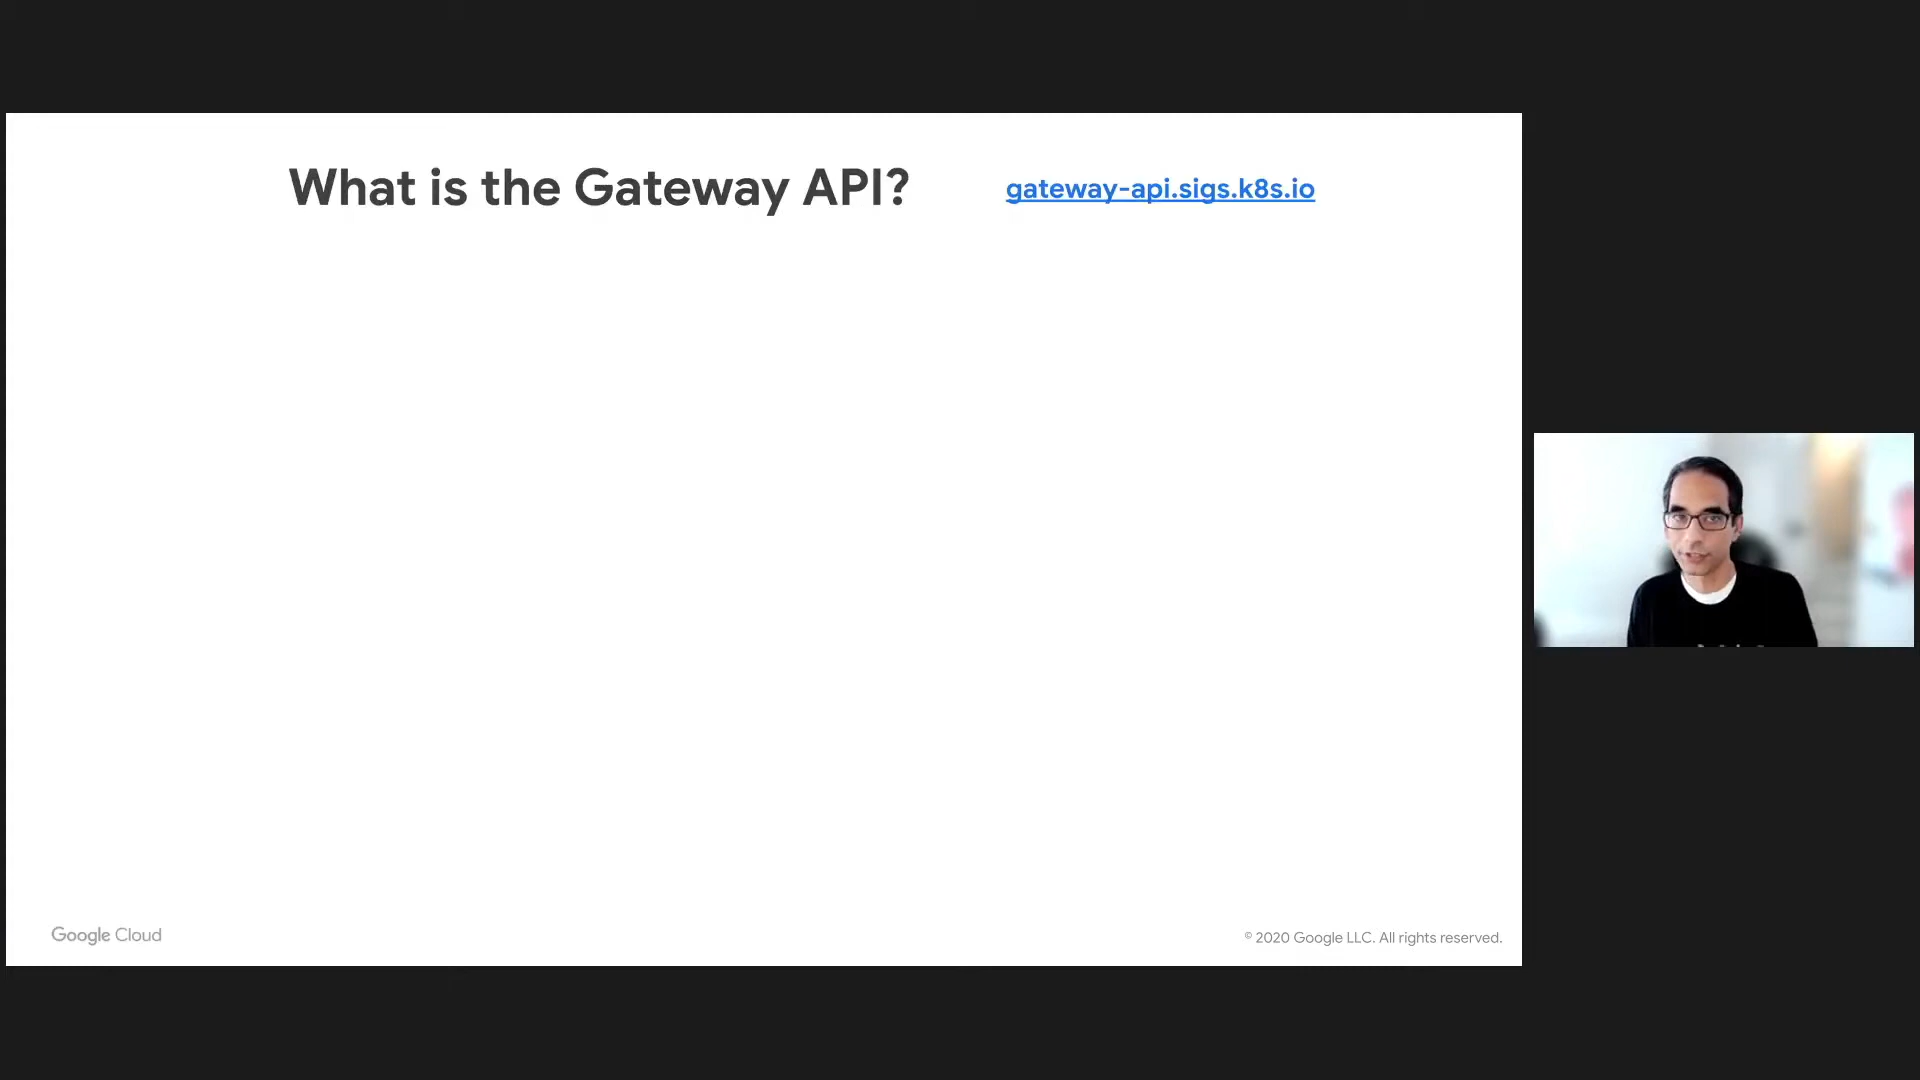 What is the Gateway API?
gateway-api.sigs.k8s.io
Google Cloud
© 2020 Google LLC. All rights reserved.